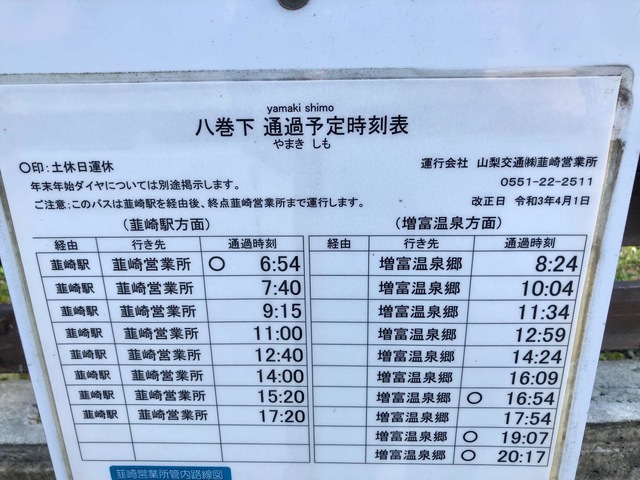 yamaki shimo
八巻下 通過予定時刻表
やまき しも
〇印:土休日運休
運行会社 山梨交通㈱韮崎営業所
年末年始ダイヤについては別途掲示します。
0551-22-2511
ご注意:このバスは韮崎駅を経由後、終点韮崎営業所まで運行します。
改正日 令和3年4月1日
(韮崎駅方面)
経由 行き先 通過時刻
韮崎駅 韮崎営業所 〇 6:54
韮崎駅 韮崎営業所 7:40
韮崎駅 韮崎営業所 9:15
韮崎駅 韮崎営業所 11:00
韮崎駅 韮崎営業所 12:40
韮崎駅 韮崎営業所 14:00
韮崎駅 韮崎営業所 15:20
韮崎駅 韮崎営業所 17:20
(増富温泉方面)
経由 行き先 通過時刻
増富温泉郷 8:24
増富温泉郷 10:04
増富温泉郷 11:34
増富温泉郷 12:59
増富温泉郷 14:24
増富温泉郷 16:09
増富温泉郷 〇 16:54
増富温泉郷 17:54
増富温泉郷 〇 19:07
増富温泉郷 〇 20:17
韮崎営業所管内路線図